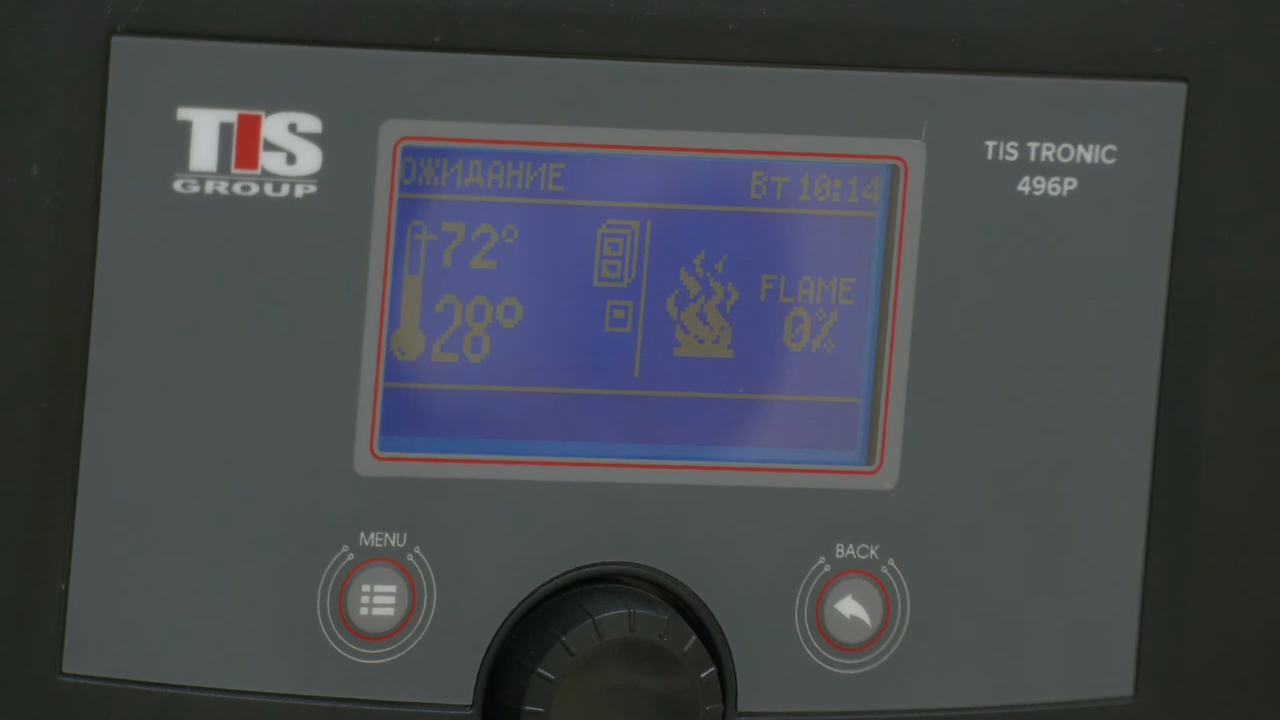 TIS
GROUP
TIS TRONIC
496P
ОЖИДАНИЕ
Вт 10:14
72°
28°
FLAME
0%
MENU
BACK